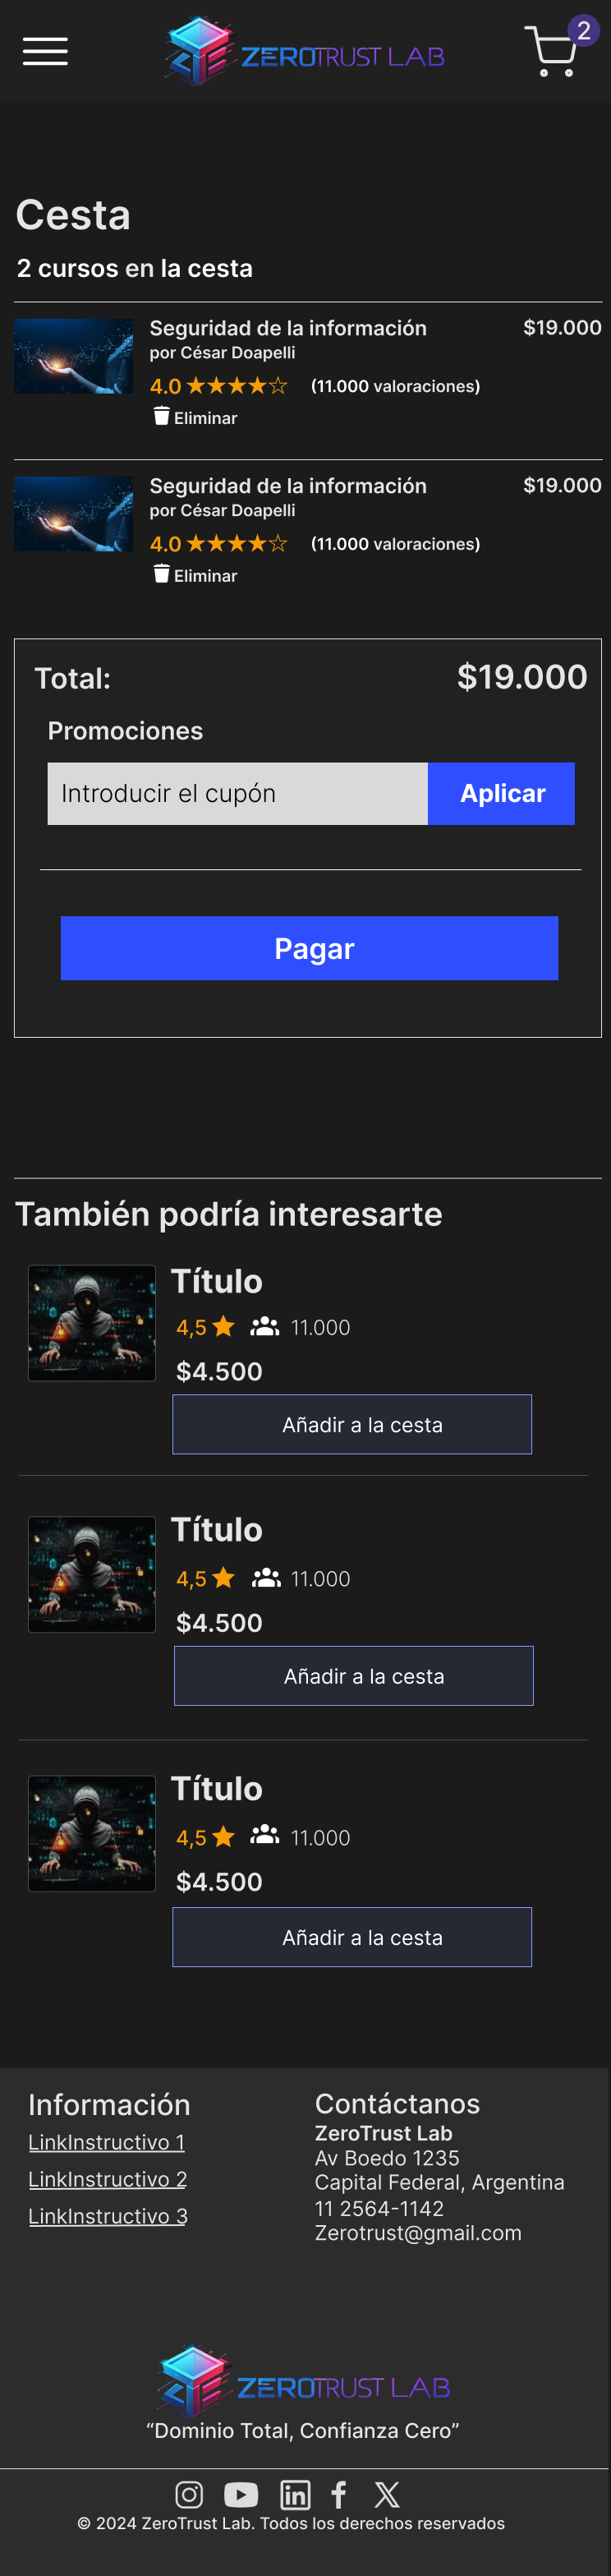 ZEROTRUST LAB
2
Cesta
2 cursos en la cesta
Seguridad de la información
$19.000
por César Doapelli
4.0 (11.000 valoraciones)
Eliminar
Seguridad de la información
$19.000
por César Doapelli
4.0 (11.000 valoraciones)
Eliminar
Total:
$19.000
Promociones
Introducir el cupón
Aplicar
Pagar
También podría interesarte
Título
4,5 11.000
$4.500
Añadir a la cesta
Título
4,5 11.000
$4.500
Añadir a la cesta
Título
4,5 11.000
$4.500
Añadir a la cesta
Información
LinkInstructivo 1
LinkInstructivo 2
LinkInstructivo 3
Contáctanos
ZeroTrust Lab
Av Boedo 1235
Capital Federal, Argentina
11 2564-1142
Zerotrust@gmail.com
ZEROTRUST LAB
“Dominio Total, Confianza Cero”
© 2024 ZeroTrust Lab. Todos los derechos reservados